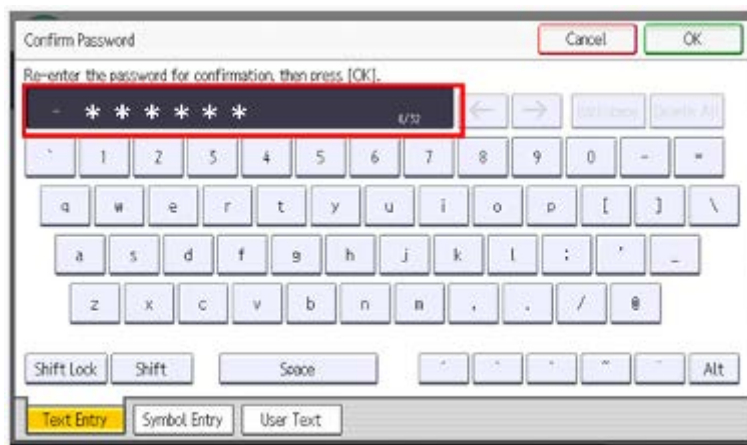 Confirm Password Cancel OK
Re-enter the password for confirmation, then press [OK].
- ＊ ＊ ＊ ＊ ＊ ＊ ← →
` 1 2 3 4 5 6 7 8 9 0 - =
q w e r t y u i o p [ ] \
a s d f g h j k l : ' _
z x c v b n m , . / @
Shift Lock Shift Space Alt
Text Entry Symbol Entry User Text